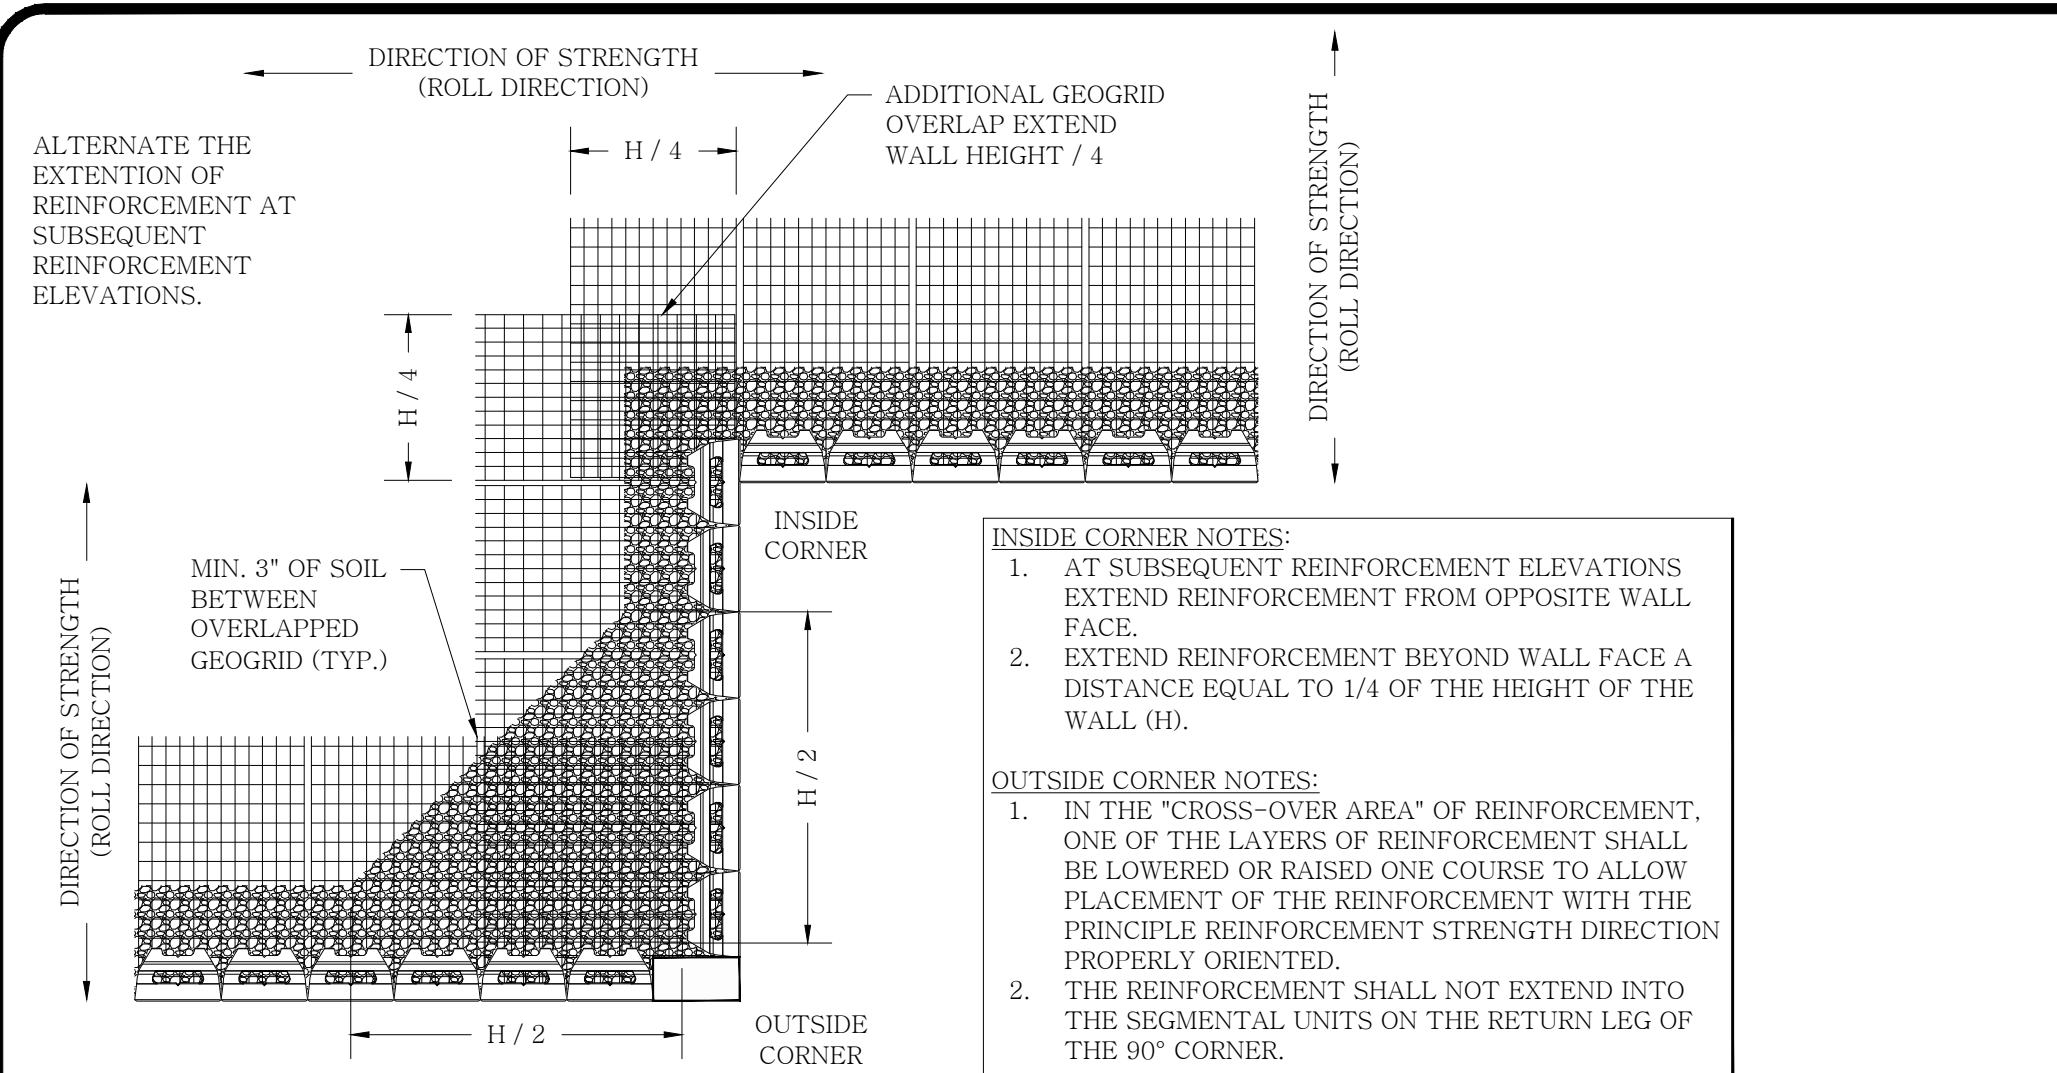 DIRECTION OF STRENGTH
(ROLL DIRECTION)
ADDITIONAL GEOGRID
OVERLAP EXTEND
WALL HEIGHT / 4
H / 4
ALTERNATE THE
EXTENTION OF
REINFORCEMENT AT
SUBSEQUENT
REINFORCEMENT
ELEVATIONS.
DIRECTION OF STRENGTH
(ROLL DIRECTION)
H / 4
INSIDE
CORNER
MIN. 3" OF SOIL
BETWEEN
OVERLAPPED
GEOGRID (TYP.)
DIRECTION OF STRENGTH
(ROLL DIRECTION)
H / 2
H / 2
OUTSIDE
CORNER
INSIDE CORNER NOTES:
1. AT SUBSEQUENT REINFORCEMENT ELEVATIONS
EXTEND REINFORCEMENT FROM OPPOSITE WALL
FACE.
2. EXTEND REINFORCEMENT BEYOND WALL FACE A
DISTANCE EQUAL TO 1/4 OF THE HEIGHT OF THE
WALL (H).
OUTSIDE CORNER NOTES:
1. IN THE "CROSS-OVER AREA" OF REINFORCEMENT,
ONE OF THE LAYERS OF REINFORCEMENT SHALL
BE LOWERED OR RAISED ONE COURSE TO ALLOW
PLACEMENT OF THE REINFORCEMENT WITH THE
PRINCIPLE REINFORCEMENT STRENGTH DIRECTION
PROPERLY ORIENTED.
2. THE REINFORCEMENT SHALL NOT EXTEND INTO
THE SEGMENTAL UNITS ON THE RETURN LEG OF
THE 90° CORNER.